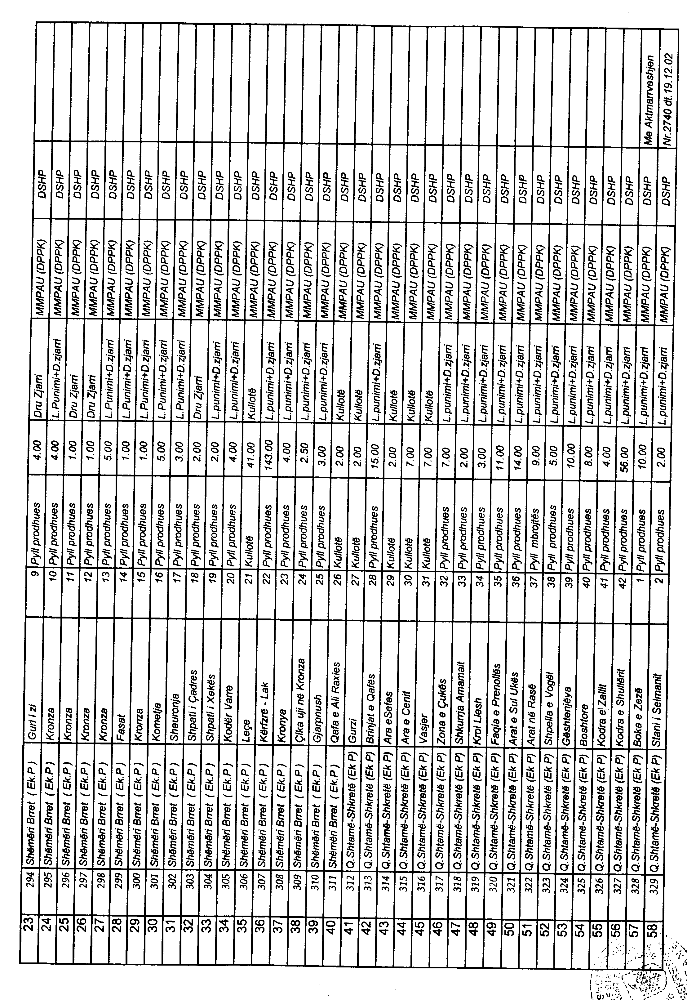 23 294 Shëmëri Brret ( Ek.P ) Guri i zi 9 Pyll prodhues 4.00 Dru Zjarri MMPAU (DPPK) DSHP
24 295 Shëmëri Brret ( Ek.P ) Kronza 10 Pyll prodhues 4.00 L.Punimi+D.zjarri MMPAU (DPPK) DSHP
25 296 Shëmëri Brret ( Ek.P ) Kronza 11 Pyll prodhues 1.00 Dru Zjarri MMPAU (DPPK) DSHP
26 297 Shëmëri Brret ( Ek.P ) Kronza 12 Pyll prodhues 1.00 Dru Zjarri MMPAU (DPPK) DSHP
27 298 Shëmëri Brret ( Ek.P ) Kronza 13 Pyll prodhues 5.00 L.Punimi+D.zjarri MMPAU (DPPK) DSHP
28 299 Shëmëri Brret ( Ek.P ) Fasat 14 Pyll prodhues 1.00 L.Punimi+D.zjarri MMPAU (DPPK) DSHP
29 300 Shëmëri Brret ( Ek.P ) Kronza 15 Pyll prodhues 1.00 L.Punimi+D.zjarri MMPAU (DPPK) DSHP
30 301 Shëmëri Brret ( Ek.P ) Kometja 16 Pyll prodhues 5.00 L.Punimi+D.zjarri MMPAU (DPPK) DSHP
31 302 Shëmëri Brret ( Ek.P ) Sheuronja 17 Pyll prodhues 3.00 L.Punimi+D.zjarri MMPAU (DPPK) DSHP
32 303 Shëmëri Brret ( Ek.P ) Shpati i Çadres 18 Pyll prodhues 2.00 Dru Zjarri MMPAU (DPPK) DSHP
33 304 Shëmëri Brret ( Ek.P ) Shpati i Xekës 19 Pyll prodhues 2.00 L.punimi+D.zjarri MMPAU (DPPK) DSHP
34 305 Shëmëri Brret ( Ek.P ) Kodër Varre 20 Pyll prodhues 4.00 L.punimi+D.zjarri MMPAU (DPPK) DSHP
35 306 Shëmëri Brret ( Ek.P ) Leçe 21 Kullotë 41.00 Kullotë MMPAU (DPPK) DSHP
36 307 Shëmëri Brret ( Ek.P ) Kërfzrë - Lak 22 Pyll prodhues 143.00 L.punimi+D.zjarri MMPAU (DPPK) DSHP
37 308 Shëmëri Brret ( Ek.P ) Kronya 23 Pyll prodhues 4.00 L.punimi+D.zjarri MMPAU (DPPK) DSHP
38 309 Shëmëri Brret ( Ek.P ) Çika uji në Kronza 24 Pyll prodhues 2.50 L.punimi+D.zjarri MMPAU (DPPK) DSHP
39 310 Shëmëri Brret ( Ek.P ) Gjarpnush 25 Pyll prodhues 3.00 L.punimi+D.zjarri MMPAU (DPPK) DSHP
40 311 Shëmëri Brret ( Ek.P ) Qafa e Ali Raxies 26 Kullotë 2.00 Kullotë MMPAU (DPPK) DSHP
41 312 Q.Shtamë-Shkretë (Ek P) Gurzi 27 Kullotë 2.00 Kullotë MMPAU (DPPK) DSHP
42 313 Q.Shtamë-Shkretë (Ek P) Brinjat e Qafës 28 Pyll prodhues 15.00 L.punimi+D.zjarri MMPAU (DPPK) DSHP
43 314 Q.Shtamë-Shkretë (Ek P) Ara eSefes 29 Kullotë 2.00 Kullotë MMPAU (DPPK) DSHP
44 315 Q.Shtamë-Shkretë (Ek P) Ara e Cenit 30 Kullotë 7.00 Kullotë MMPAU (DPPK) DSHP
45 316 Q.Shtamë-Shkretë (Ek P) Vasjer 31 Kullotë 7.00 Kullotë MMPAU (DPPK) DSHP
46 317 Q.Shtamë-Shkretë (Ek P) Zona e Çukës 32 Pyll prodhues 7.00 L.punimi+D.zjarri MMPAU (DPPK) DSHP
47 318 Q.Shtamë-Shkretë (Ek P) Shkurrja Amamait 33 Pyll prodhues 2.00 L.punimi+D.zjarri MMPAU (DPPK) DSHP
48 319 Q.Shtamë-Shkretë (Ek P) Kroi Llesh 34 Pyll prodhues 3.00 L.punimi+D.zjarri MMPAU (DPPK) DSHP
49 320 Q.Shtamë-Shkretë (Ek P) Faqja e Prenollës 35 Pyll prodhues 11.00 L.punimi+D.zjarri MMPAU (DPPK) DSHP
50 321 Q.Shtamë-Shkretë (Ek P) Arat e Sul Ukës 36 Pyll prodhues 14.00 L.punimi+D.zjarri MMPAU (DPPK) DSHP
51 322 Q.Shtamë-Shkretë (Ek P) Arat në Rasë 37 Pyll mbrojtës 9.00 L.punimi+D.zjarri MMPAU (DPPK) DSHP
52 323 Q.Shtamë-Shkretë (Ek P) Shpella e Vogël 38 Pyll prodhues 5.00 L.punimi+D.zjarri MMPAU (DPPK) DSHP
53 324 Q.Shtamë-Shkretë (Ek P) Gështenjëya 39 Pyll prodhues 10.00 L.punimi+D.zjarri MMPAU (DPPK) DSHP
54 325 Q.Shtamë-Shkretë (Ek P) Boshtore 40 Pyll prodhues 8.00 L.punimi+D.zjarri MMPAU (DPPK) DSHP
55 326 Q.Shtamë-Shkretë (Ek P) Kodra e Zallit 41 Pyll prodhues 4.00 L.punimi+D.zjarri MMPAU (DPPK) DSHP
56 327 Q.Shtamë-Shkretë (Ek P) Kodra e Shullërit 42 Pyll prodhues 56.00 L.punimi+D.zjarri MMPAU (DPPK) DSHP
57 328 Q.Shtamë-Shkretë (Ek P) Boka e Zezë 1 Pyll prodhues 10.00 L.punimi+D.zjarri MMPAU (DPPK) DSHP Me Aktmarrveshjen
58 329 Q.Shtamë-Shkretë (Ek P) Stani i Selmanit 2 Pyll prodhues 2.00 L.punimi+D.zjarri MMPAU (DPPK) DSHP Nr.2740 dt.19.12.02